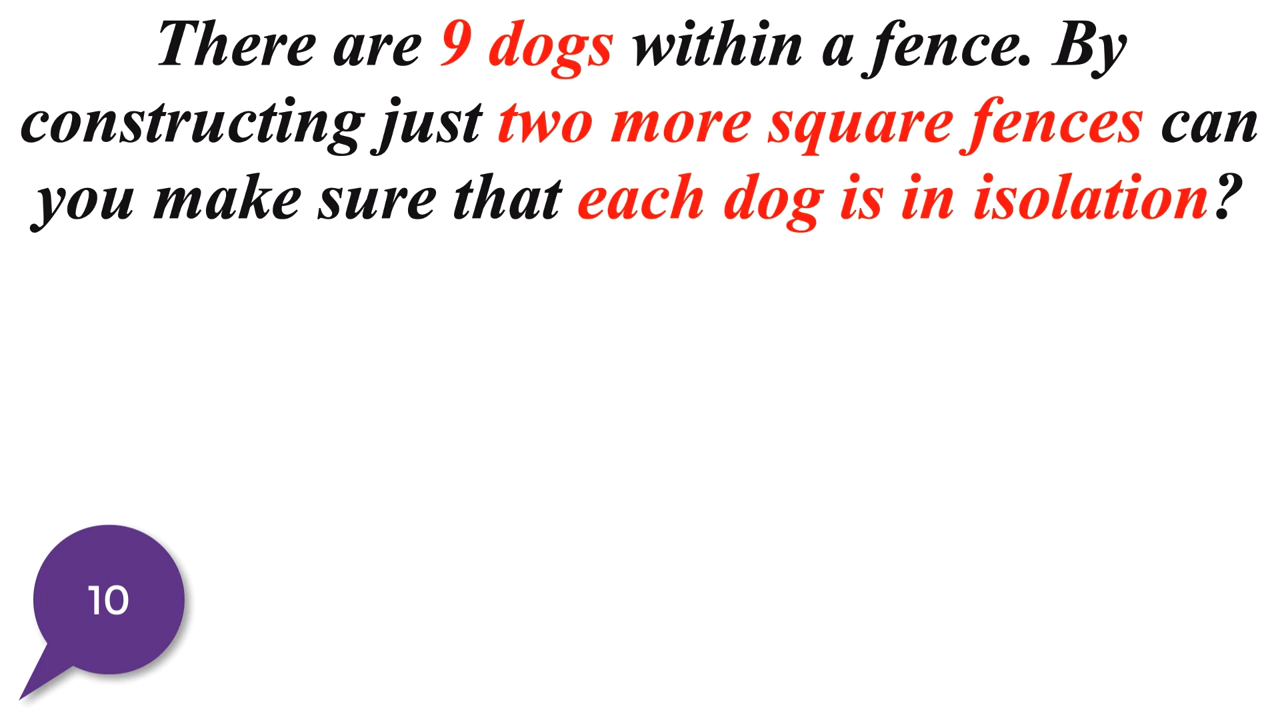 There are 9 dogs within a fence. By
constructing just two more square fences can
you make sure that each dog is in isolation?
10